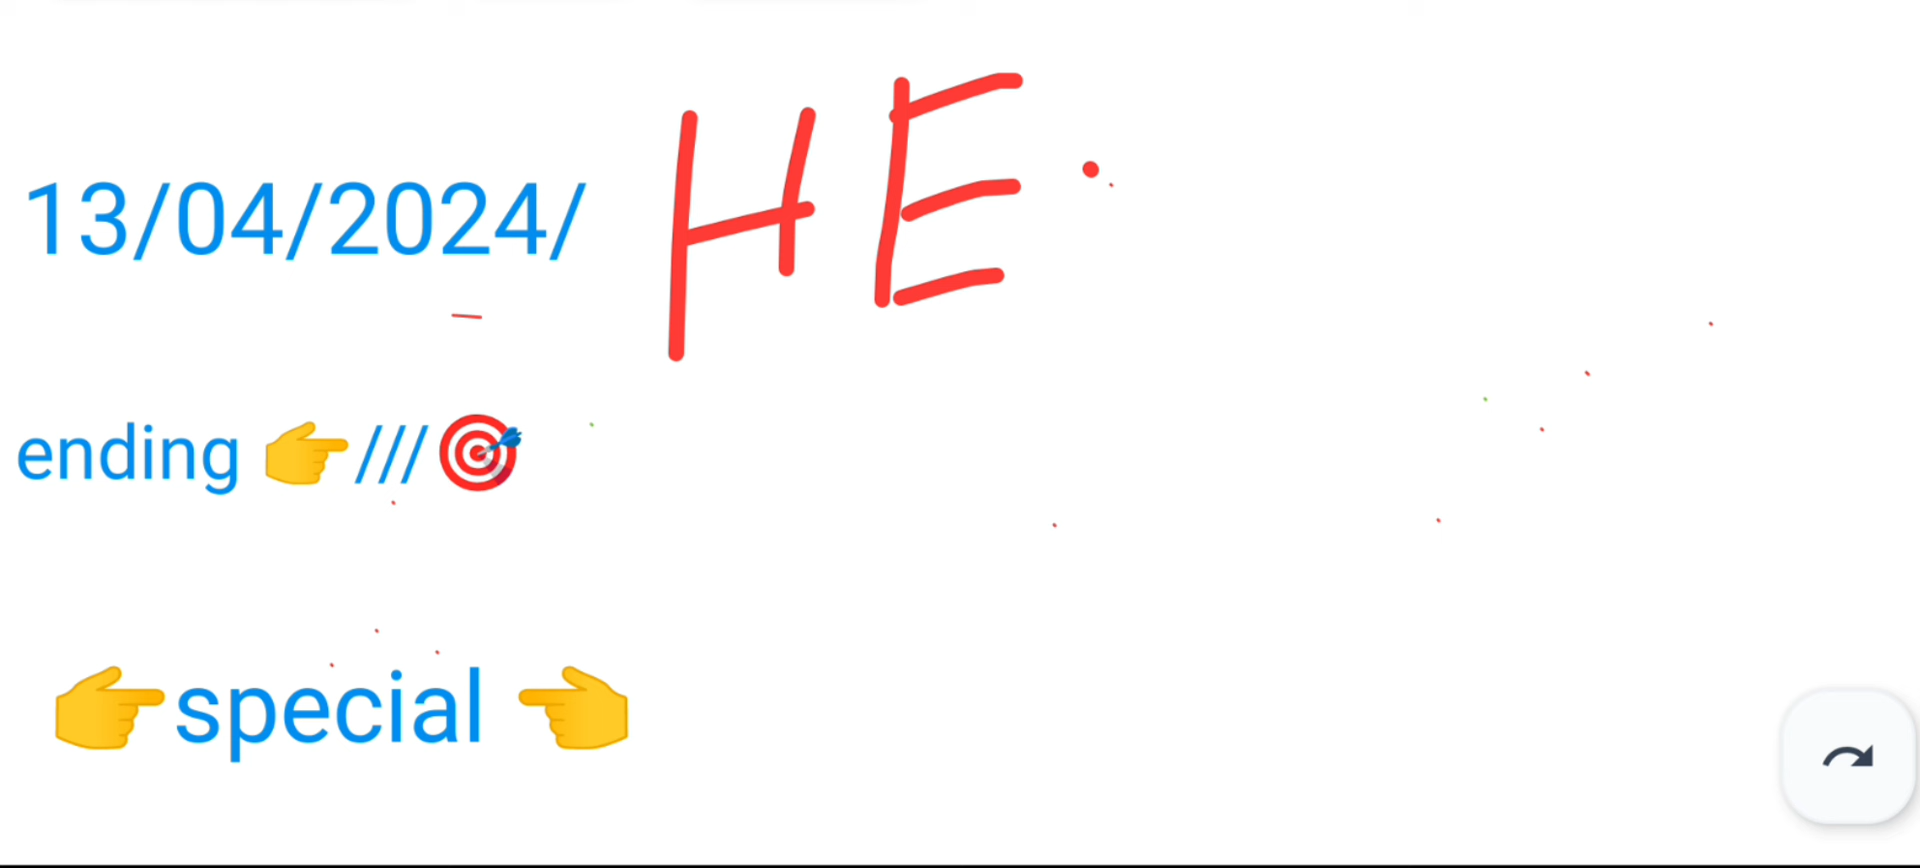 13/04/2024/ HE.
ending 👉///🎯
👉special 👈